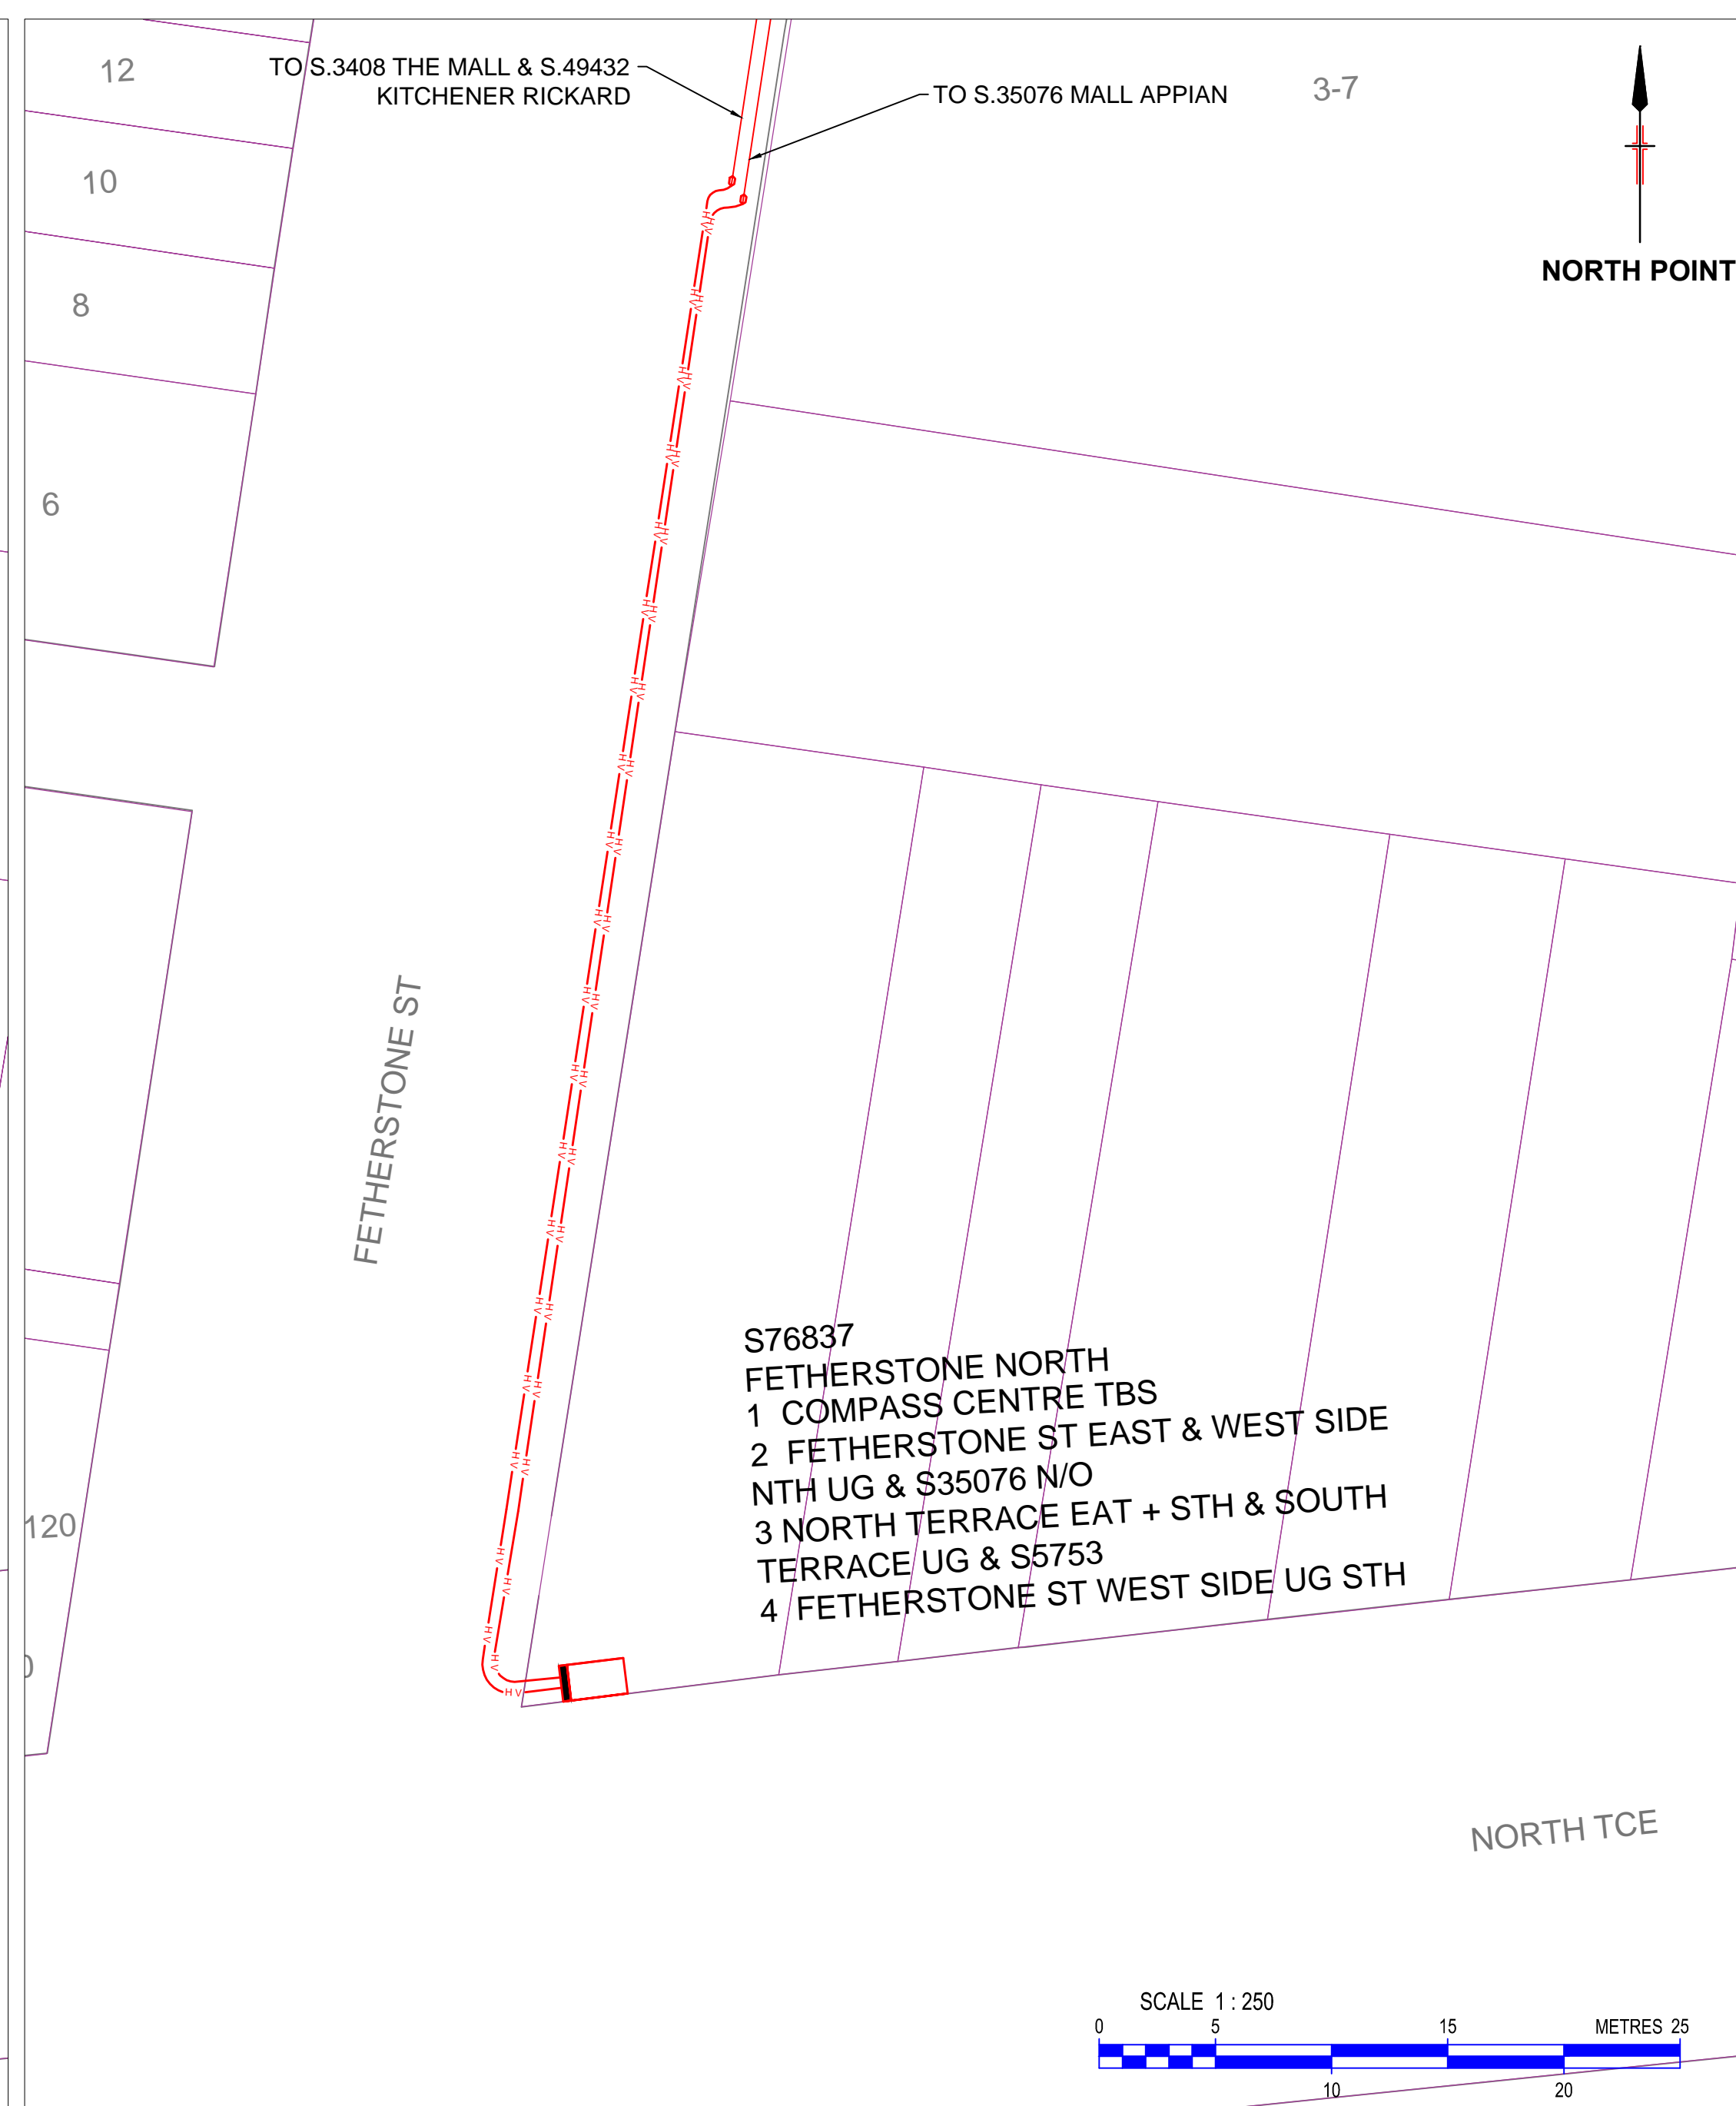 12
TO S.3408 THE MALL & S.49432
KITCHENER RICKARD
TO S.35076 MALL APPIAN
3-7
10
NORTH POINT
8
6
FETHERSTONE ST
S76837
FETHERSTONE NORTH
1 COMPASS CENTRE TBS
2 FETHERSTONE ST EAST & WEST SIDE
NTH UG & S35076 N/O
3 NORTH TERRACE EAT + STH & SOUTH
TERRACE UG & S5753
4 FETHERSTONE ST WEST SIDE UG STH
120
HV
NORTH TCE
SCALE 1 : 250
0 5 15 METRES 25
10 20